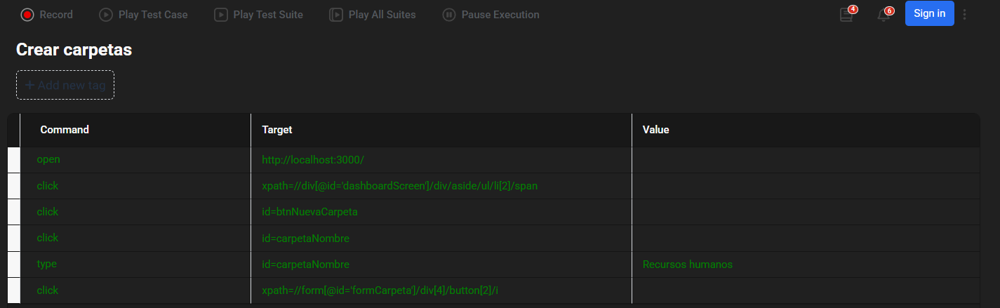 Record Play Test Case Play Test Suite Play All Suites Pause Execution 4 6 Sign in
Crear carpetas
+ Add new tag
Command Target Value
open http://localhost:3000/
click xpath=//div[@id='dashboardScreen']/div/aside/ul/li[2]/span
click id=btnNuevaCarpeta
click id=carpetaNombre
type id=carpetaNombre Recursos humanos
click xpath=//form[@id='formCarpeta']/div[4]/button[2]/i